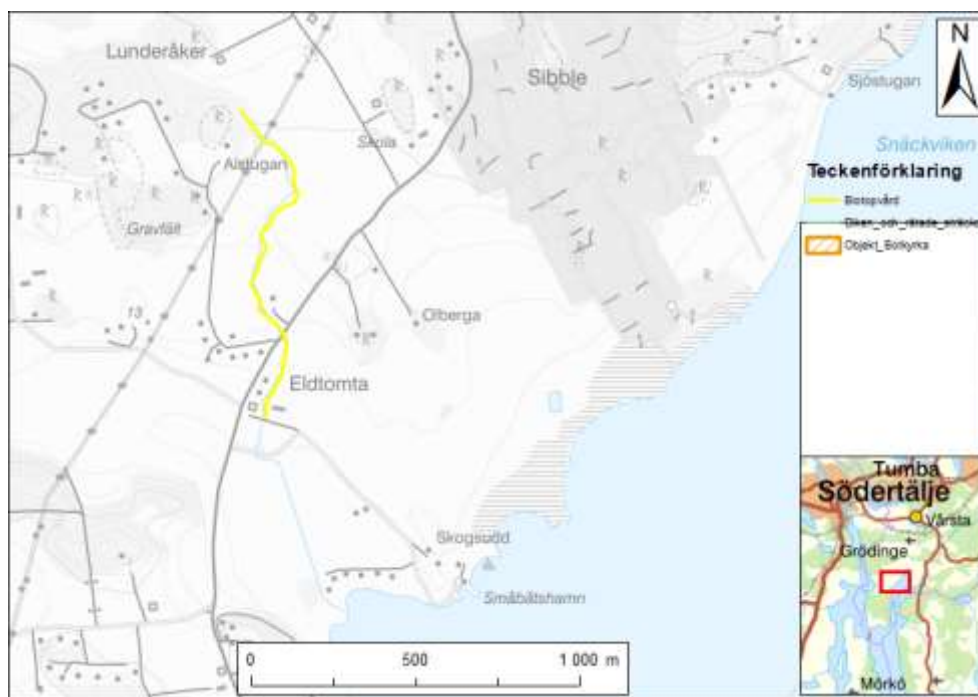 Lunderåker
Sibble
Sjöstugan
N
Snäckviken
Skola
Teckenförklaring
Biotopvård
Gravfält
Objekt_Botkyrka
Olberga
13
Eldtomta
Tumba
Södertälje
Vårsta
Grödinge
Skogsudd
Småbåtshamn
Mörkö
0 500 1 000 m
R
R
R
R
R
R
R
R
R